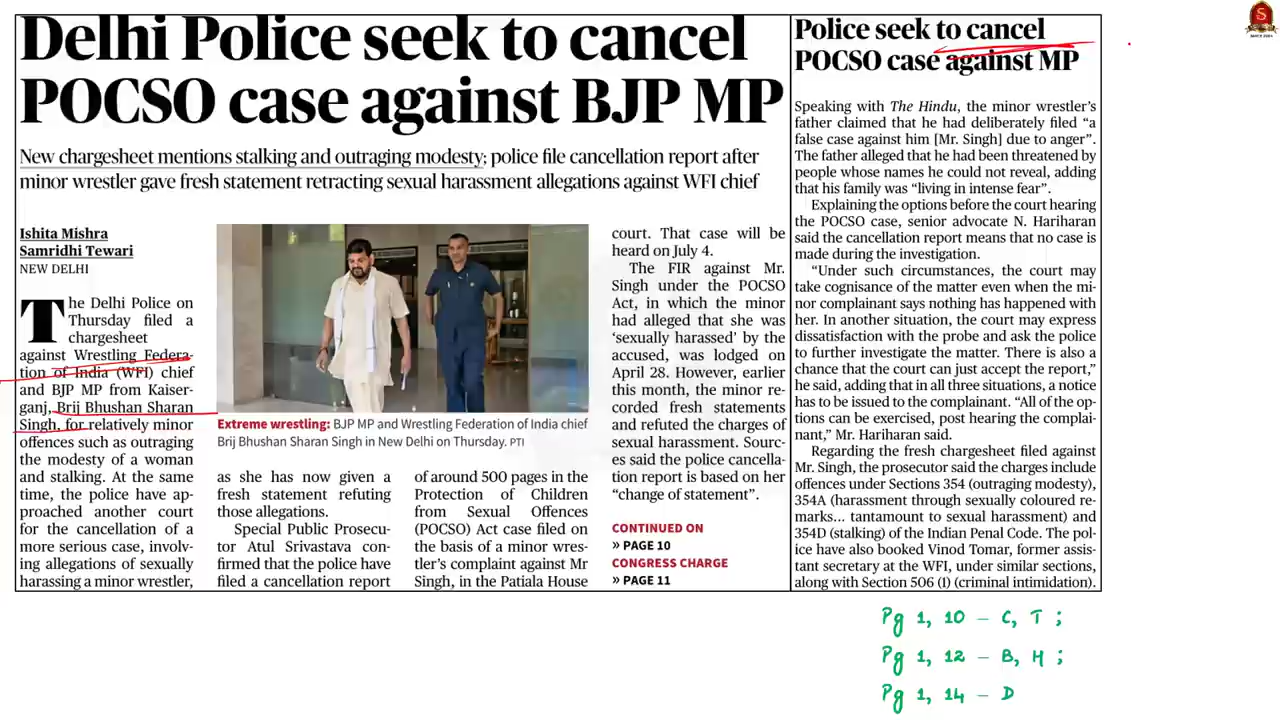 Delhi Police seek to cancel
POCSO case against BJP MP
New chargesheet mentions stalking and outraging modesty; police file cancellation report after
minor wrestler gave fresh statement retracting sexual harassment allegations against WFI chief
Ishita Mishra
Samridhi Tewari
NEW DELHI
The Delhi Police on
Thursday filed a
chargesheet
against Wrestling Federa-
tion of India (WFI) chief
and BJP MP from Kaiser-
ganj, Brij Bhushan Sharan
Singh, for relatively minor
offences such as outraging
the modesty of a woman
and stalking. At the same
time, the police have ap-
proached another court
for the cancellation of a
more serious case, involv-
ing allegations of sexually
harassing a minor wrestler,
Extreme wrestling: BJP MP and Wrestling Federation of India chief
Brij Bhushan Sharan Singh in New Delhi on Thursday. PTI
as she has now given a
fresh statement refuting
those allegations.
Special Public Prosecu-
tor Atul Srivastava con-
firmed that the police have
filed a cancellation report
of around 500 pages in the
Protection of Children
from Sexual Offences
(POCSO) Act case filed on
the basis of a minor wres-
tler's complaint against Mr
Singh, in the Patiala House
court. That case will be
heard on July 4.
The FIR against Mr.
Singh under the POCSO
Act, in which the minor
had alleged that she was
'sexually harassed' by the
accused, was lodged on
April 28. However, earlier
this month, the minor re-
corded fresh statements
and refuted the charges of
sexual harassment. Sourc-
es said the police cancella-
tion report is based on her
"change of statement".
CONTINUED ON
» PAGE 10
CONGRESS CHARGE
» PAGE 11
Police seek to cancel
POCSO case against MP
Speaking with The Hindu, the minor wrestler's
father claimed that he had deliberately filed "a
false case against him [Mr. Singh] due to anger".
The father alleged that he had been threatened by
people whose names he could not reveal, adding
that his family was "living in intense fear".
Explaining the options before the court hearing
the POCSO case, senior advocate N. Hariharan
said the cancellation report means that no case is
made during the investigation.
"Under such circumstances, the court may
take cognisance of the matter even when the mi-
nor complainant says nothing has happened with
her. In another situation, the court may express
dissatisfaction with the probe and ask the police
to further investigate the matter. There is also a
chance that the court can just accept the report,"
he said, adding that in all three situations, a notice
has to be issued to the complainant. "All of the op-
tions can be exercised, post hearing the complai-
nant," Mr. Hariharan said.
Regarding the fresh chargesheet filed against
Mr. Singh, the prosecutor said the charges include
offences under Sections 354 (outraging modesty),
354A (harassment through sexually coloured re-
marks... tantamount to sexual harassment) and
354D (stalking) of the Indian Penal Code. The pol-
ice have also booked Vinod Tomar, former assis-
tant secretary at the WFI, under similar sections,
along with Section 506 (I) (criminal intimidation).
Pg 1, 10 – C, T ;
Pg 1, 12 – B, H ;
Pg 1, 14 – D